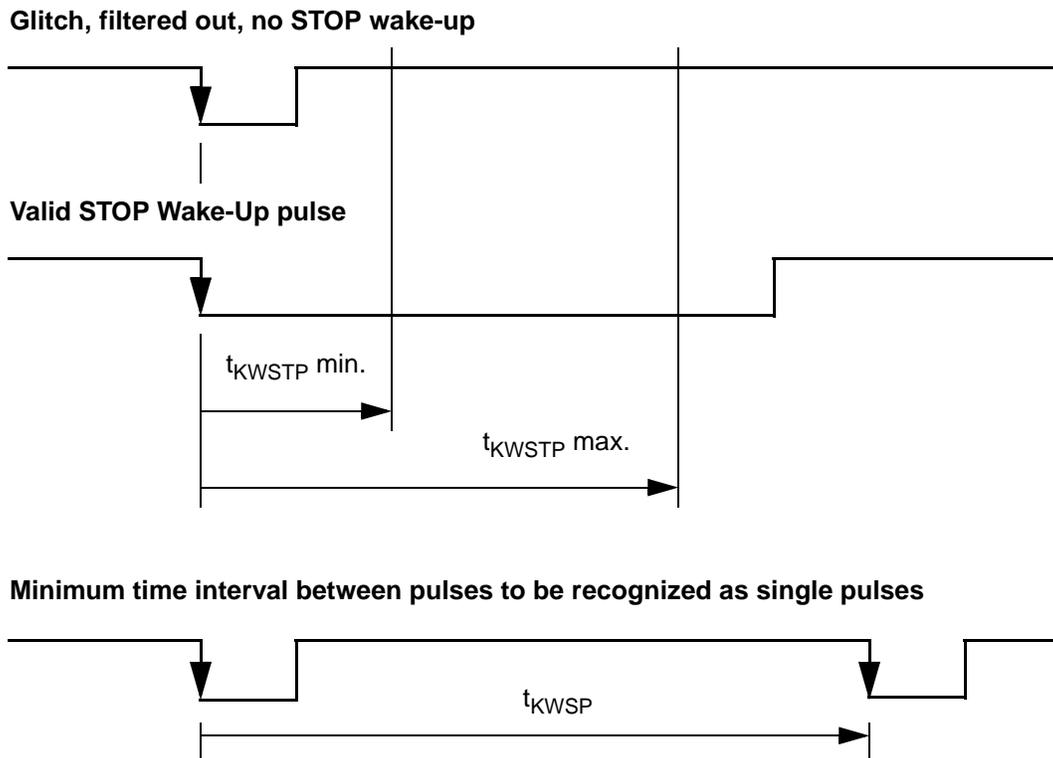 Glitch, filtered out, no STOP wake-up
Valid STOP Wake-Up pulse
tKWSTP min.
tKWSTP max.
Minimum time interval between pulses to be recognized as single pulses
tKWSP